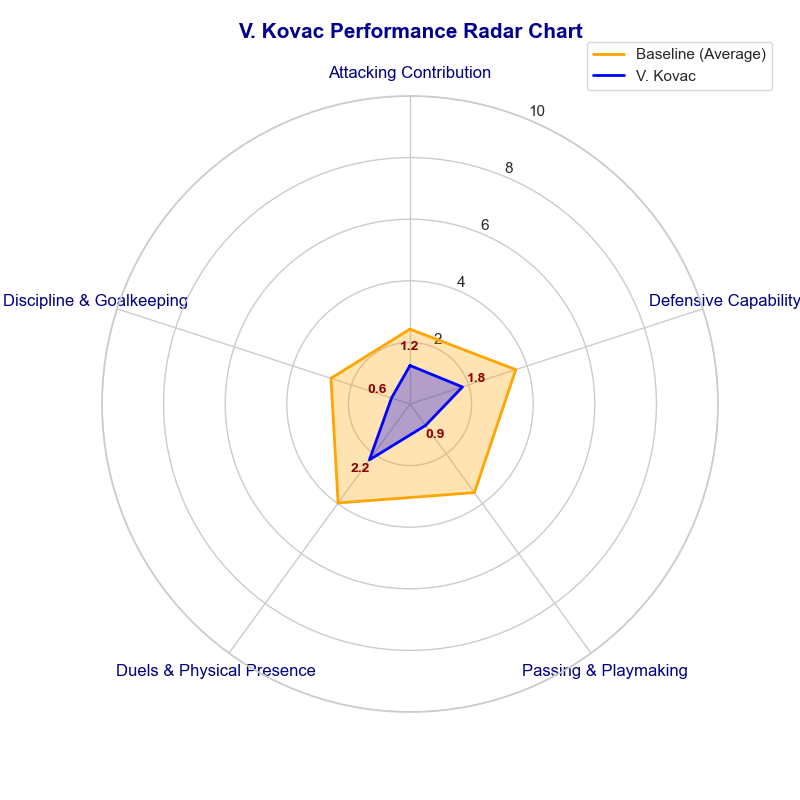 V. Kovac Performance Radar Chart
Baseline (Average)
V. Kovac
Attacking Contribution
10
8
6
4
2
Discipline & Goalkeeping
Defensive Capability
1.2
1.8
0.6
0.9
2.2
Duels & Physical Presence
Passing & Playmaking